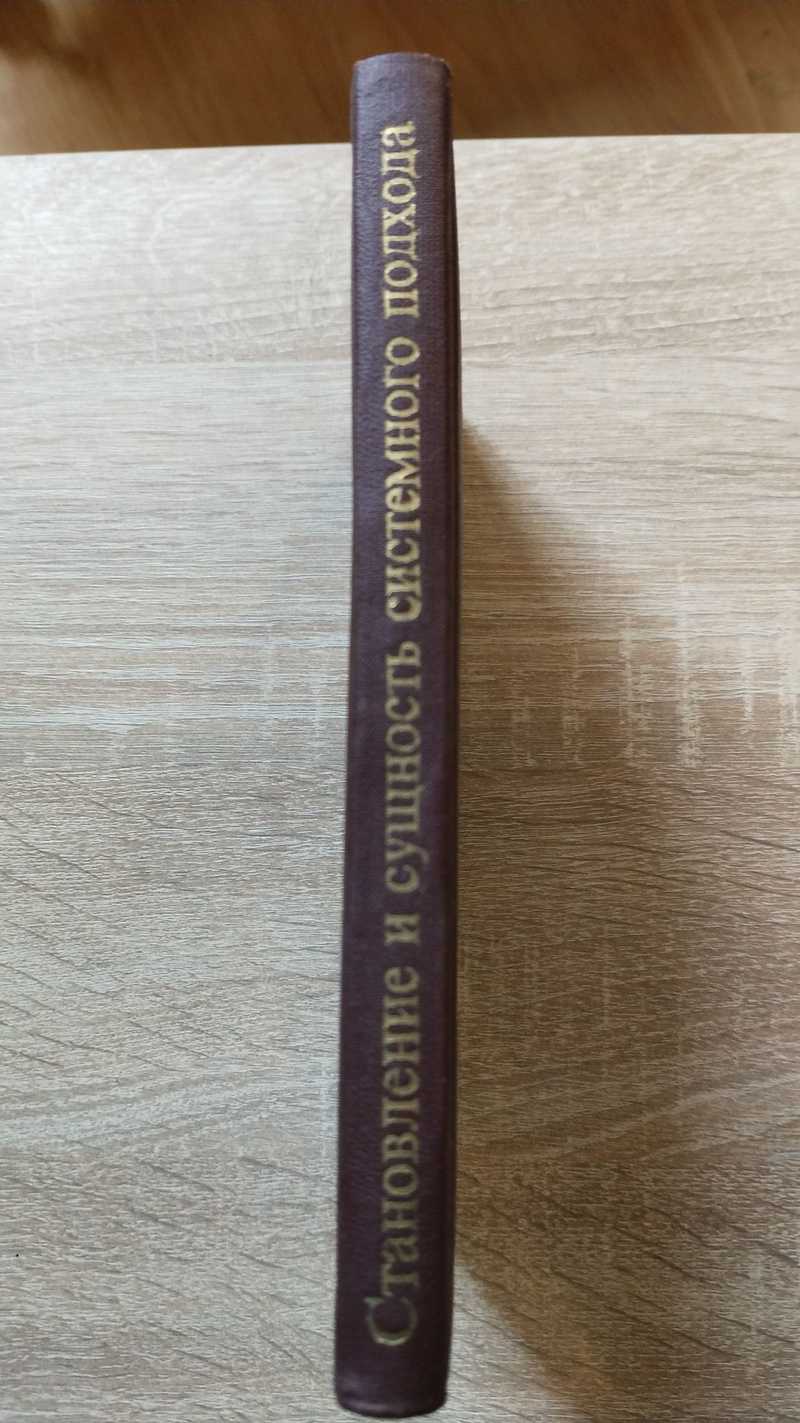 Становление и сущность системного подхода